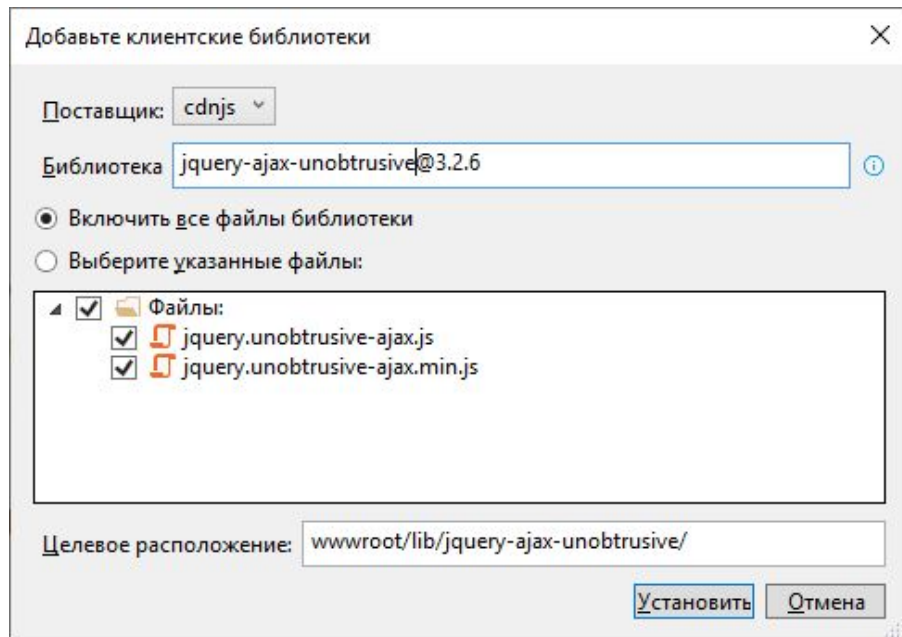 Добавьте клиентские библиотеки
Поставщик: cdnjs
Библиотека jquery-ajax-unobtrusive@3.2.6
Включить все файлы библиотеки
Выберите указанные файлы:
Файлы:
jquery.unobtrusive-ajax.js
jquery.unobtrusive-ajax.min.js
Целевое расположение: wwwroot/lib/jquery-ajax-unobtrusive/
Установить Отмена